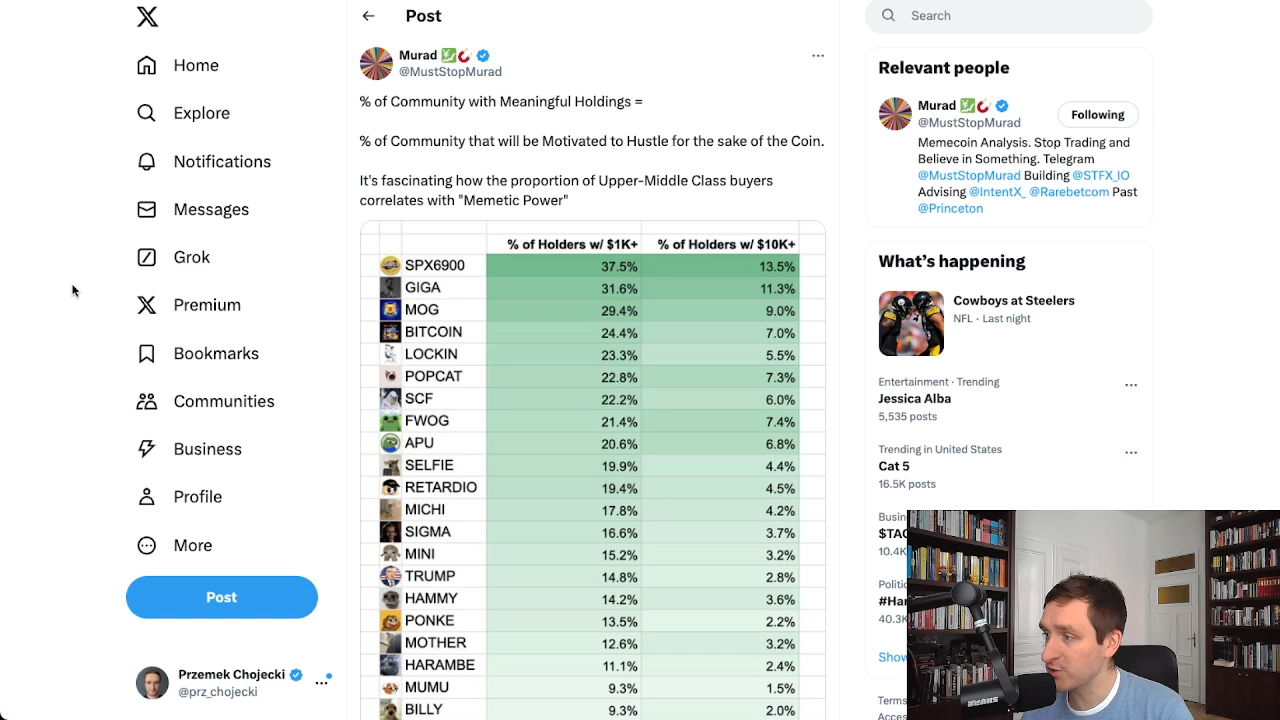 Home
Explore
Notifications
Messages
Grok
Premium
Bookmarks
Communities
Business
Profile
More
Post
Przemek Chojecki
@prz_chojecki
Post
Murad
@MustStopMurad
% of Community with Meaningful Holdings =
% of Community that will be Motivated to Hustle for the sake of the Coin.
It's fascinating how the proportion of Upper-Middle Class buyers
correlates with "Memetic Power"
% of Holders w/ $1K+ % of Holders w/ $10K+
SPX6900 37.5% 13.5%
GIGA 31.6% 11.3%
MOG 29.4% 9.0%
BITCOIN 24.4% 7.0%
LOCKIN 23.3% 5.5%
POPCAT 22.8% 7.3%
SCF 22.2% 6.0%
FWOG 21.4% 7.4%
APU 20.6% 6.8%
SELFIE 19.9% 4.4%
RETARDIO 19.4% 4.5%
MICHI 17.8% 4.2%
SIGMA 16.6% 3.7%
MINI 15.2% 3.2%
TRUMP 14.8% 2.8%
HAMMY 14.2% 3.6%
PONKE 13.5% 2.2%
MOTHER 12.6% 3.2%
HARAMBE 11.1% 2.4%
MUMU 9.3% 1.5%
BILLY 9.3% 2.0%
Search
Relevant people
Murad
@MustStopMurad
Following
Memecoin Analysis. Stop Trading and
Believe in Something. Telegram
@MustStopMurad Building @STFX_IO
Advising @IntentX_ @Rarebetcom Past
@Princeton
What's happening
Cowboys at Steelers
NFL · Last night
Entertainment · Trending
Jessica Alba
5,535 posts
Trending in United States
Cat 5
16.5K posts
Busin
$TAO
10.4K
Politic
#Har
40.3K
Show
Terms